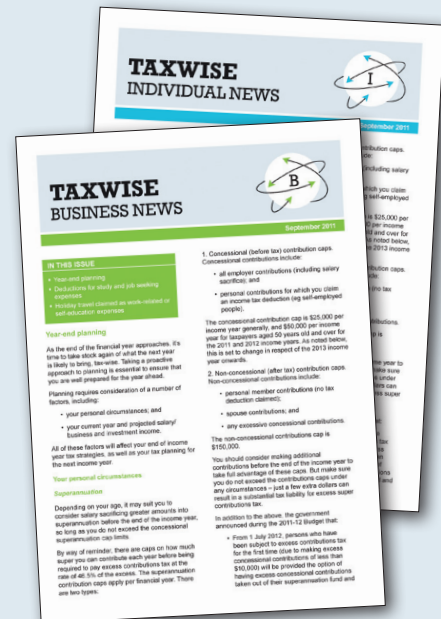 TAXWISE
INDIVIDUAL NEWS
I
September 2011
TAXWISE
BUSINESS NEWS
B
September 2011
IN THIS ISSUE
• Year-end planning
• Deductions for study and job seeking
expenses
• Holiday travel claimed as work-related or
self-education expenses
Year-end planning
As the end of the financial year approaches, it's
time to take stock again of what the next year
is likely to bring, tax-wise. Taking a proactive
approach to planning is essential to ensure that
you are well prepared for the year ahead.
Planning requires consideration of a number of
factors, including:
• your personal circumstances; and
• your current year and projected salary/
business and investment income.
All of these factors will affect your end of income
year tax strategies, as well as your tax planning for
the next income year.
Your personal circumstances
Superannuation
Depending on your age, it may suit you to
consider salary sacrificing greater amounts into
superannuation before the end of the income year,
so long as you do not exceed the concessional
superannuation cap limits.
By way of reminder, there are caps on how much
super you can contribute each year before being
required to pay excess contributions tax at the
rate of 46.5% of the excess. The superannuation
contribution caps apply per financial year. There
are two types:
1. Concessional (before tax) contribution caps.
Concessional contributions include:
• all employer contributions (including salary
sacrifice); and
• personal contributions for which you claim
an income tax deduction (eg self-employed
people).
The concessional contribution cap is $25,000 per
income year generally, and $50,000 per income
year for taxpayers aged 50 years old and over for
the 2011 and 2012 income years. As noted below,
this is set to change in respect of the 2013 income
year onwards.
2. Non-concessional (after tax) contribution caps.
Non-concessional contributions include:
• personal member contributions (no tax
deduction claimed);
• spouse contributions; and
• any excessive concessional contributions.
The non-concessional contributions cap is
$150,000.
You should consider making additional
contributions before the end of the income year to
take full advantage of these caps. But make sure
you do not exceed the contributions caps under
any circumstances – just a few extra dollars can
result in a substantial tax liability for excess super
contributions tax.
In addition to the above, the government
announced during the 2011-12 Budget that:
• From 1 July 2012, persons who have
been subject to excess contributions tax
for the first time (due to making excess
concessional contributions of less than
$10,000) will be provided the option of
having excess concessional contributions
taken out of their superannuation fund and